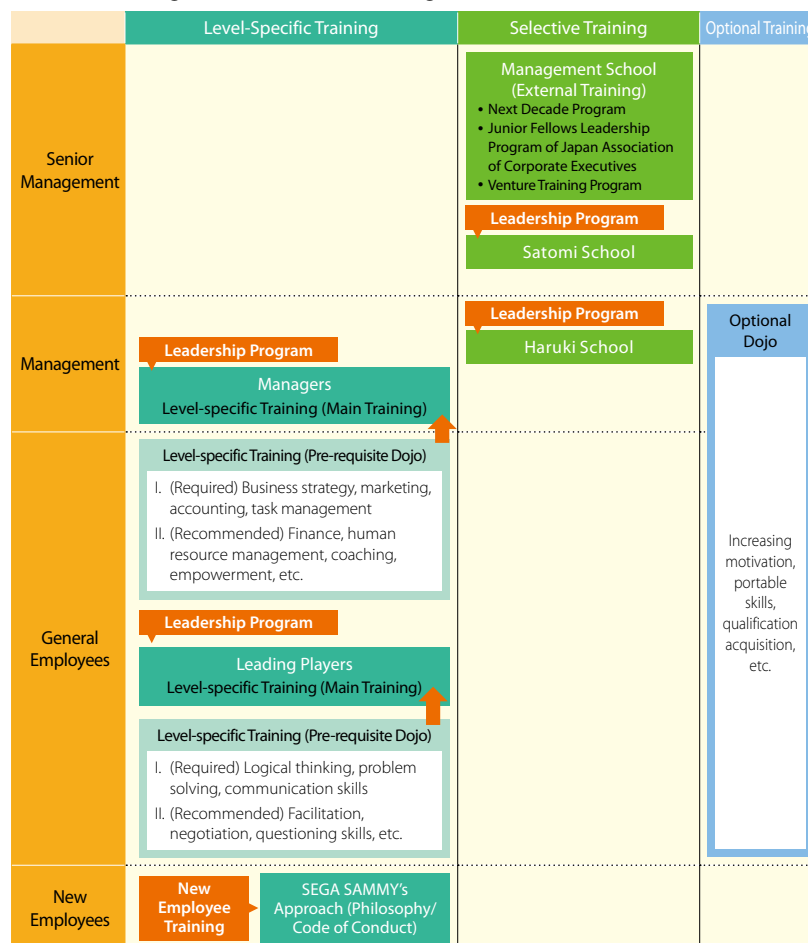 Level-Specific Training
Selective Training
Optional Training
Senior
Management
Management School
(External Training)
• Next Decade Program
• Junior Fellows Leadership
Program of Japan Association
of Corporate Executives
• Venture Training Program
Leadership Program
Satomi School
Management
Leadership Program
Managers
Level-specific Training (Main Training)
Leadership Program
Haruki School
Optional
Dojo
Increasing
motivation,
portable
skills,
qualification
acquisition,
etc.
General
Employees
Level-specific Training (Pre-requisite Dojo)
I. (Required) Business strategy, marketing,
accounting, task management
II. (Recommended) Finance, human
resource management, coaching,
empowerment, etc.
Leadership Program
Leading Players
Level-specific Training (Main Training)
Level-specific Training (Pre-requisite Dojo)
I. (Required) Logical thinking, problem
solving, communication skills
II. (Recommended) Facilitation,
negotiation, questioning skills, etc.
New
Employees
New
Employee
Training
SEGA SAMMY's
Approach (Philosophy/
Code of Conduct)